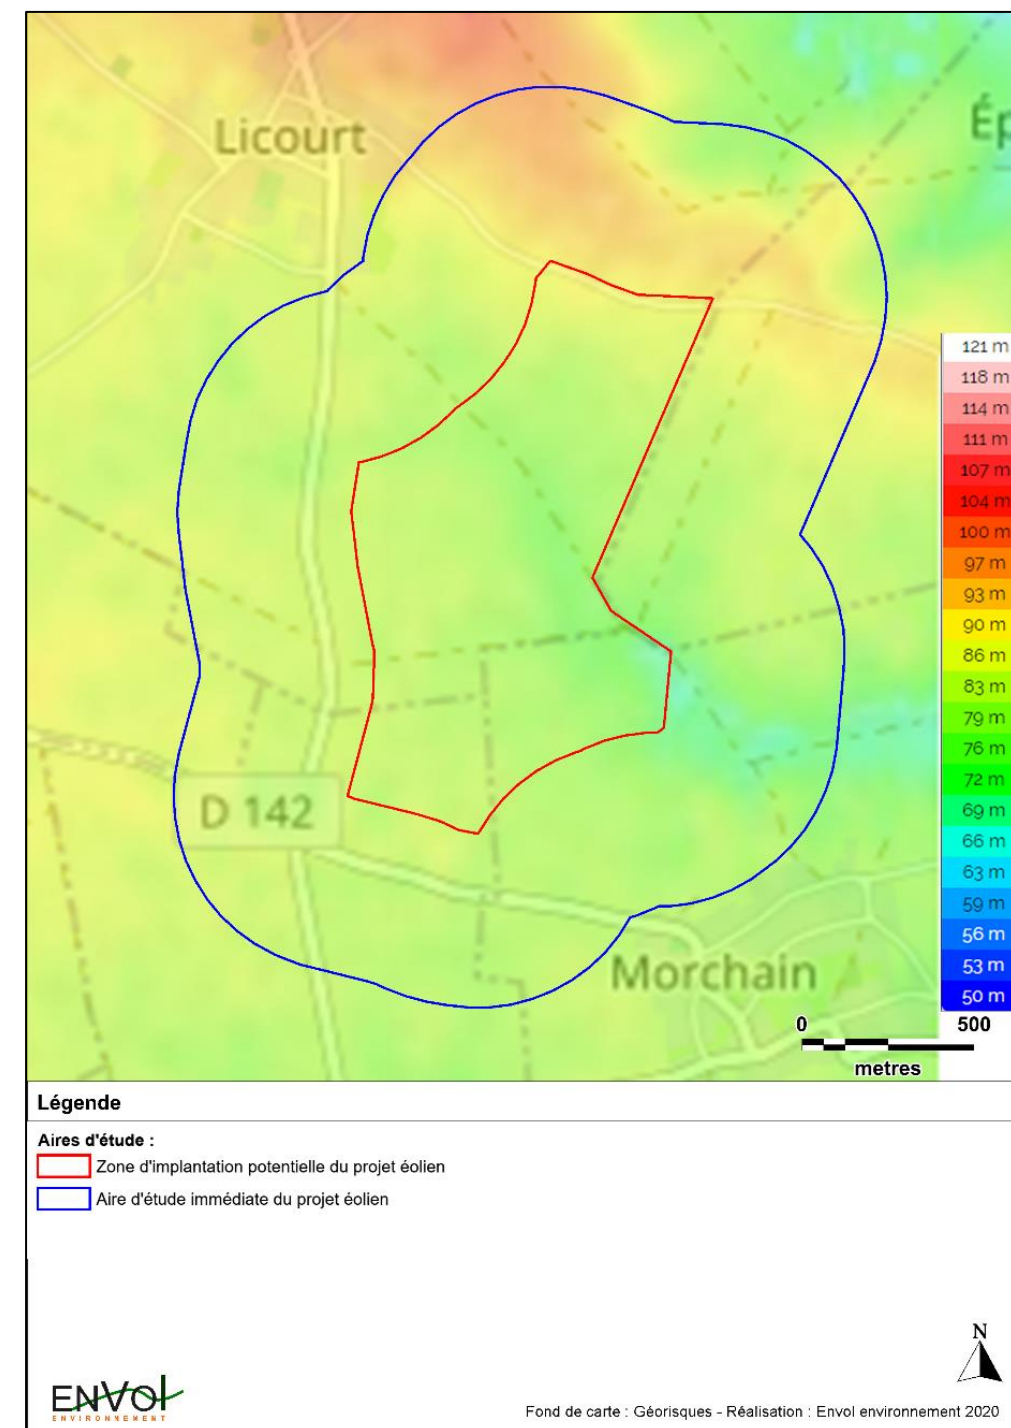 Licourt
Ép
121 m
118 m
114 m
111 m
107 m
104 m
100 m
97 m
93 m
90 m
86 m
83 m
79 m
76 m
72 m
69 m
66 m
63 m
59 m
56 m
53 m
50 m
D 142
Morchain
0 500
metres
Légende
Aires d'étude :
Zone d'implantation potentielle du projet éolien
Aire d'étude immédiate du projet éolien
N
ENVOl
ENVIRONNEMENT
Fond de carte : Géorisques - Réalisation : Envol environnement 2020